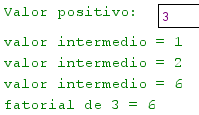 Valor positivo: 3
valor intermedio = 1
valor intermedio = 2
valor intermedio = 6
fatorial de 3 = 6